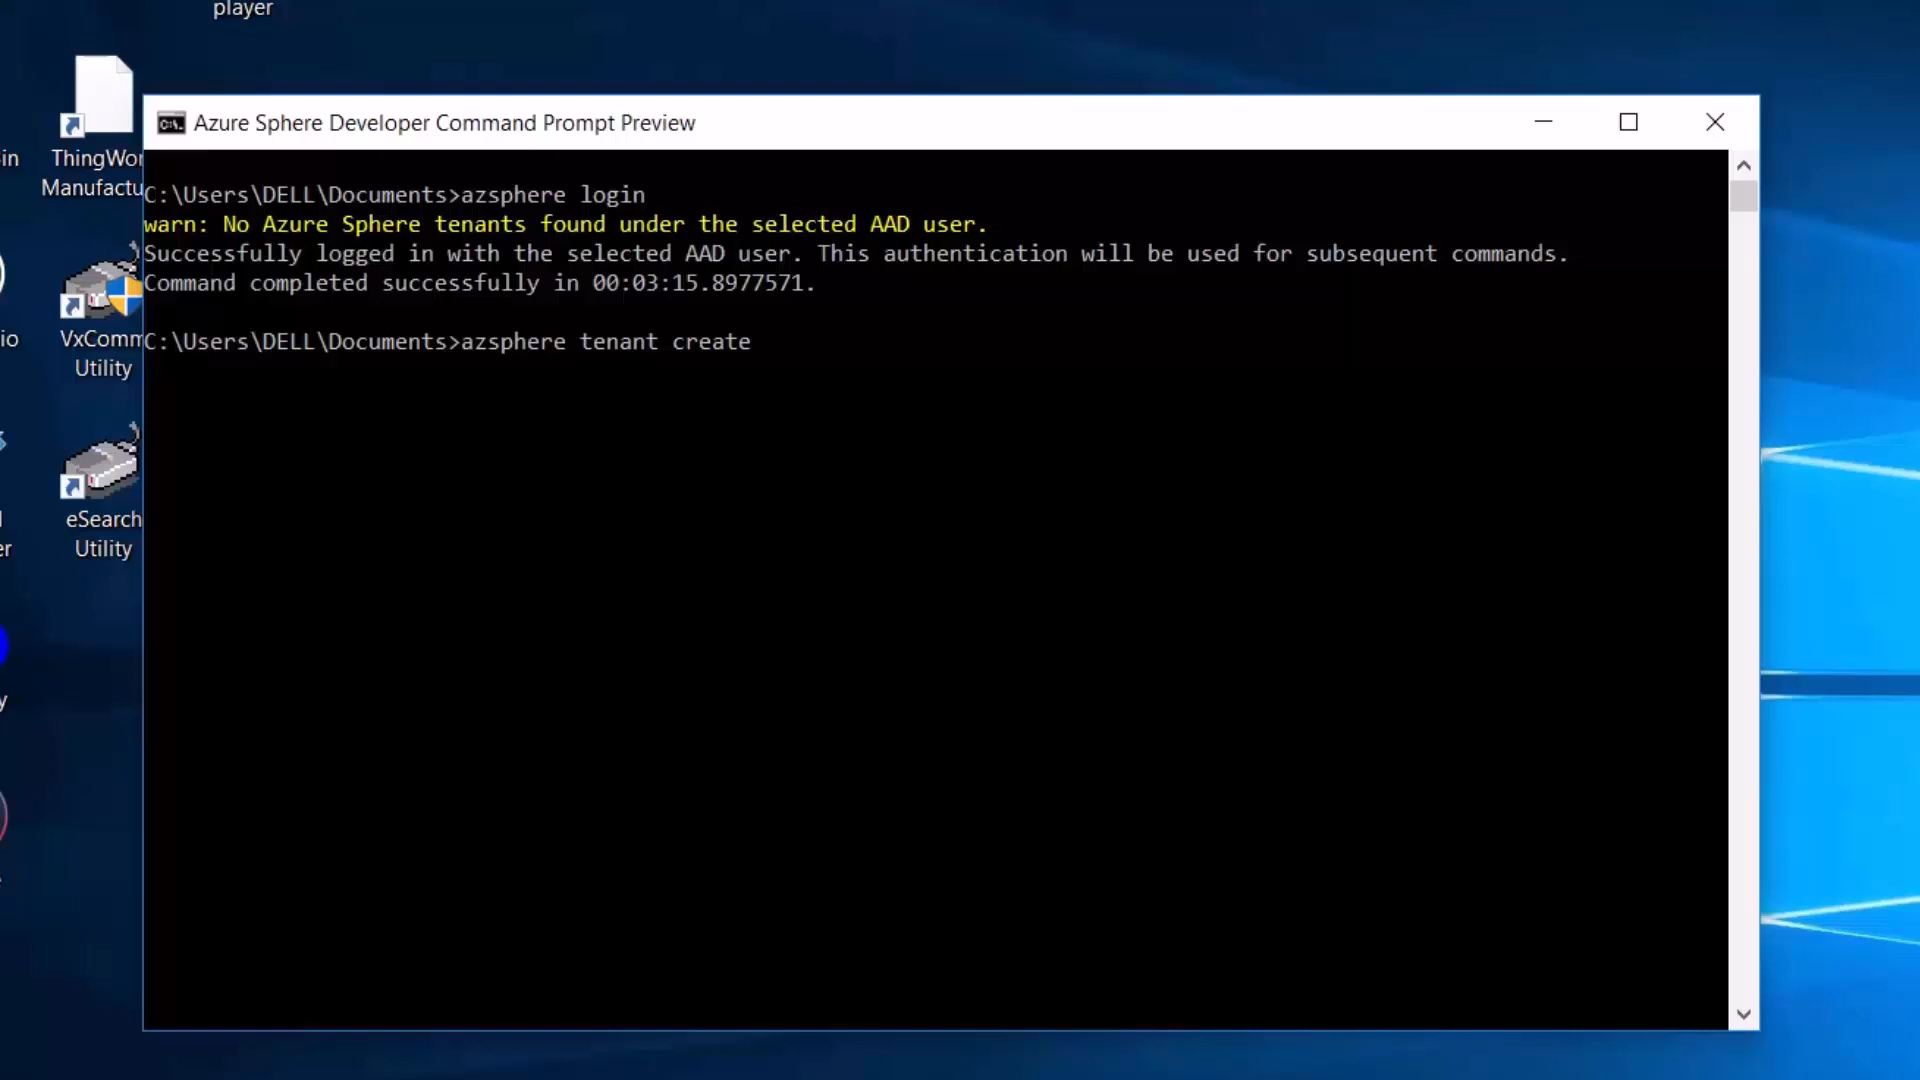 player
in
ThingWor
Manufactu
io
VxComm
Utility
eSearch
Utility
er
y
Azure Sphere Developer Command Prompt Preview
C:\Users\DELL\Documents>azsphere login
warn: No Azure Sphere tenants found under the selected AAD user.
Successfully logged in with the selected AAD user. This authentication will be used for subsequent commands.
Command completed successfully in 00:03:15.8977571.
C:\Users\DELL\Documents>azsphere tenant create